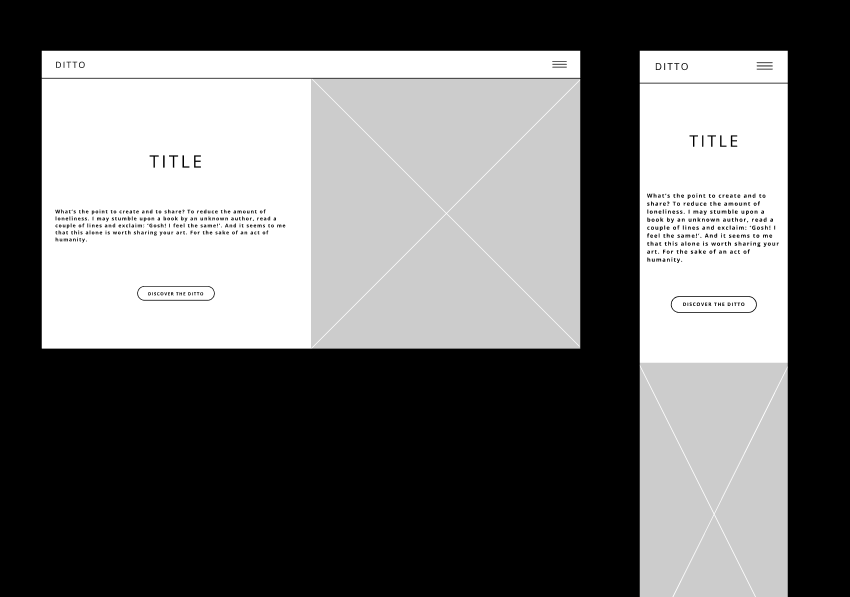 DITTO
TITLE
What's the point to create and to share? To reduce the amount of
loneliness. I may stumble upon a book by an unknown author, read a
couple of lines and exclaim: 'Gosh! I feel the same!'. And it seems to me
that this alone is worth sharing your art. For the sake of an act of
humanity.
DISCOVER THE DITTO
DITTO
TITLE
What's the point to create and to
share? To reduce the amount of
loneliness. I may stumble upon a
book by an unknown author, read a
couple of lines and exclaim: 'Gosh! I
feel the same!'. And it seems to me
that this alone is worth sharing your
art. For the sake of an act of
humanity.
DISCOVER THE DITTO